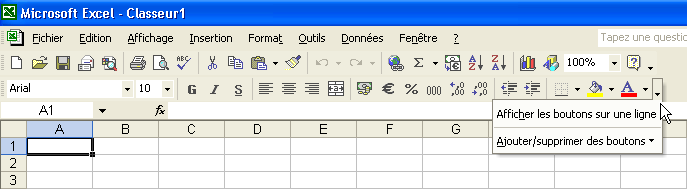 Microsoft Excel - Classeur1
Fichier Edition Affichage Insertion Format Outils Données Fenêtre ? Tapez une questio
100%
Arial 10 G I S € % 000
Afficher les boutons sur une ligne
A1 fx
Ajouter/supprimer des boutons
A B C D E F G
1
2
3